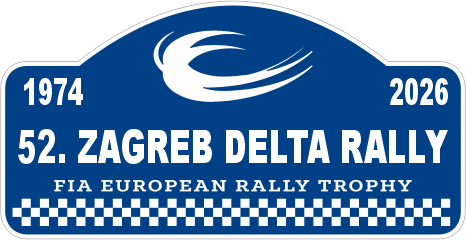 1974 2026
52. ZAGREB DELTA RALLY
FIA EUROPEAN RALLY TROPHY